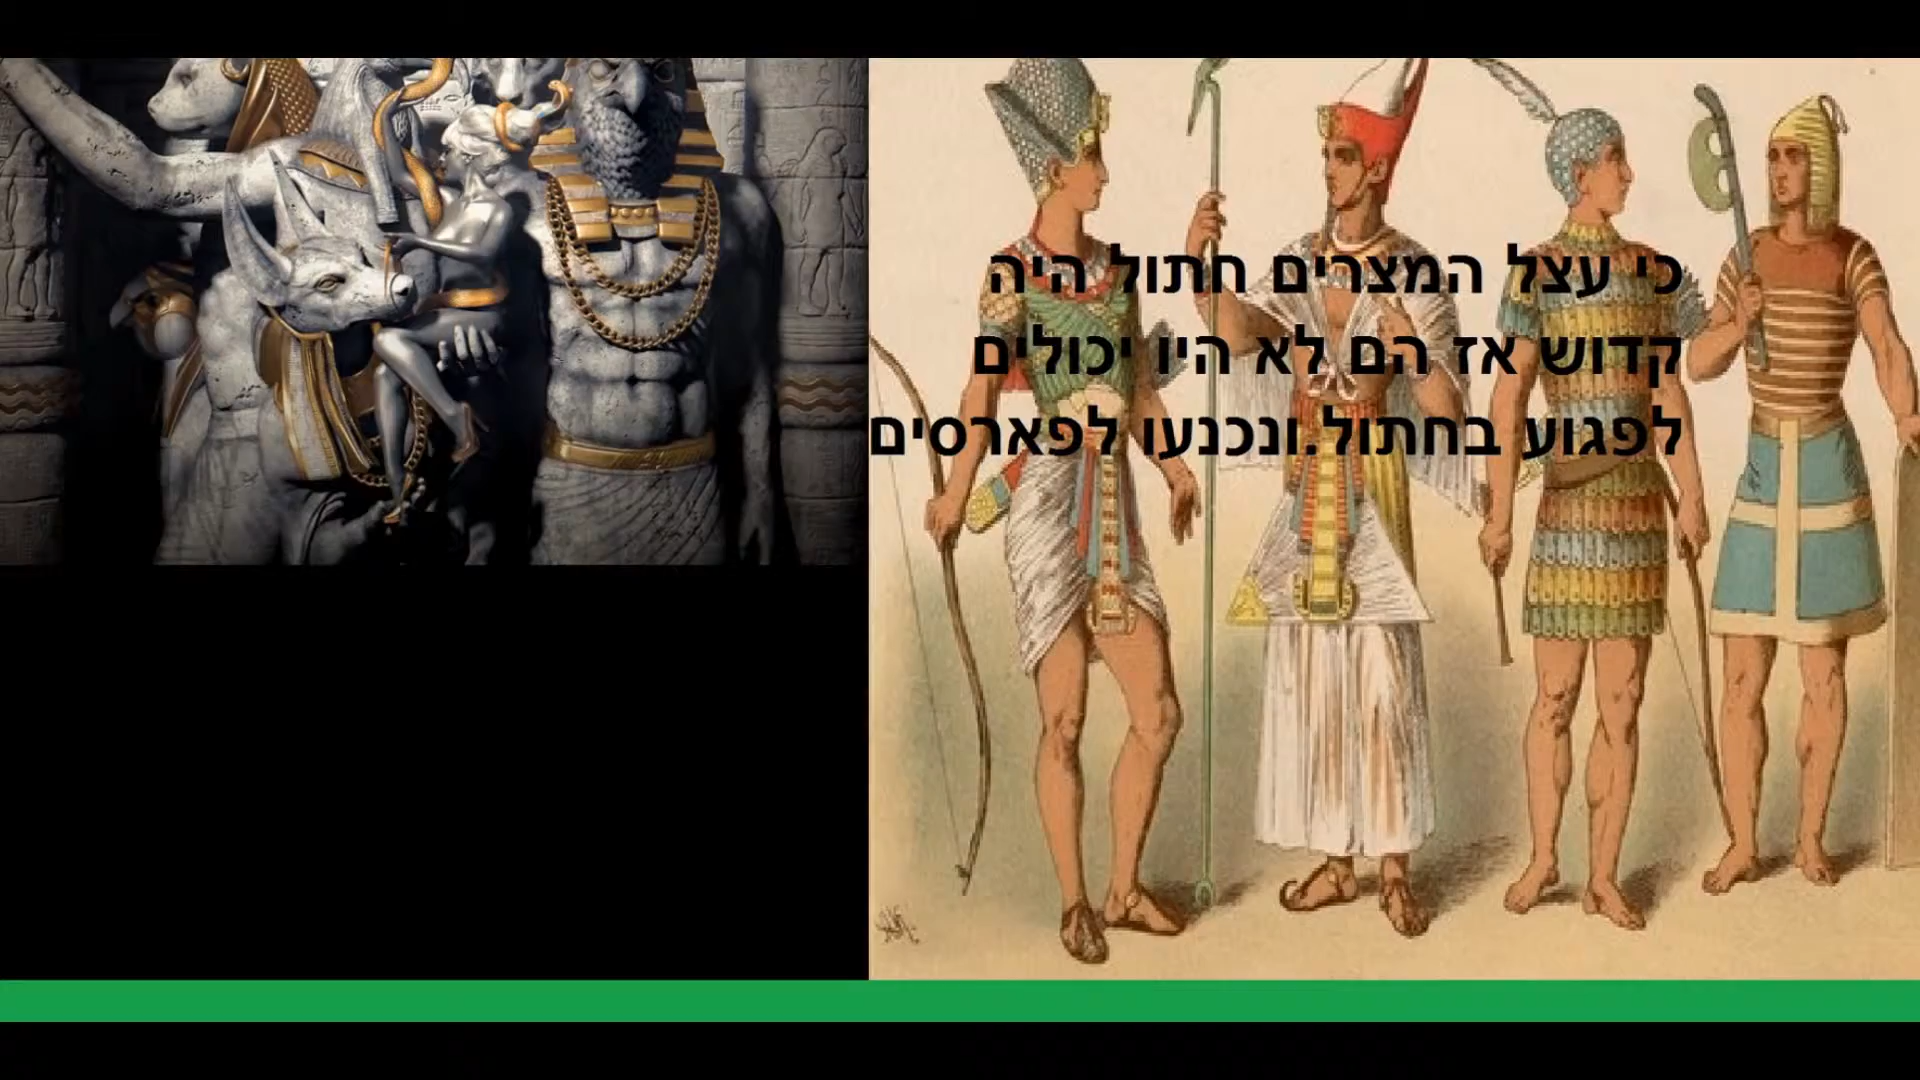 כי עצל המצרים חתול היה
קדוש אז הם לא היו יכולים
לפגוע בחתול.ונכנעו לפארסים